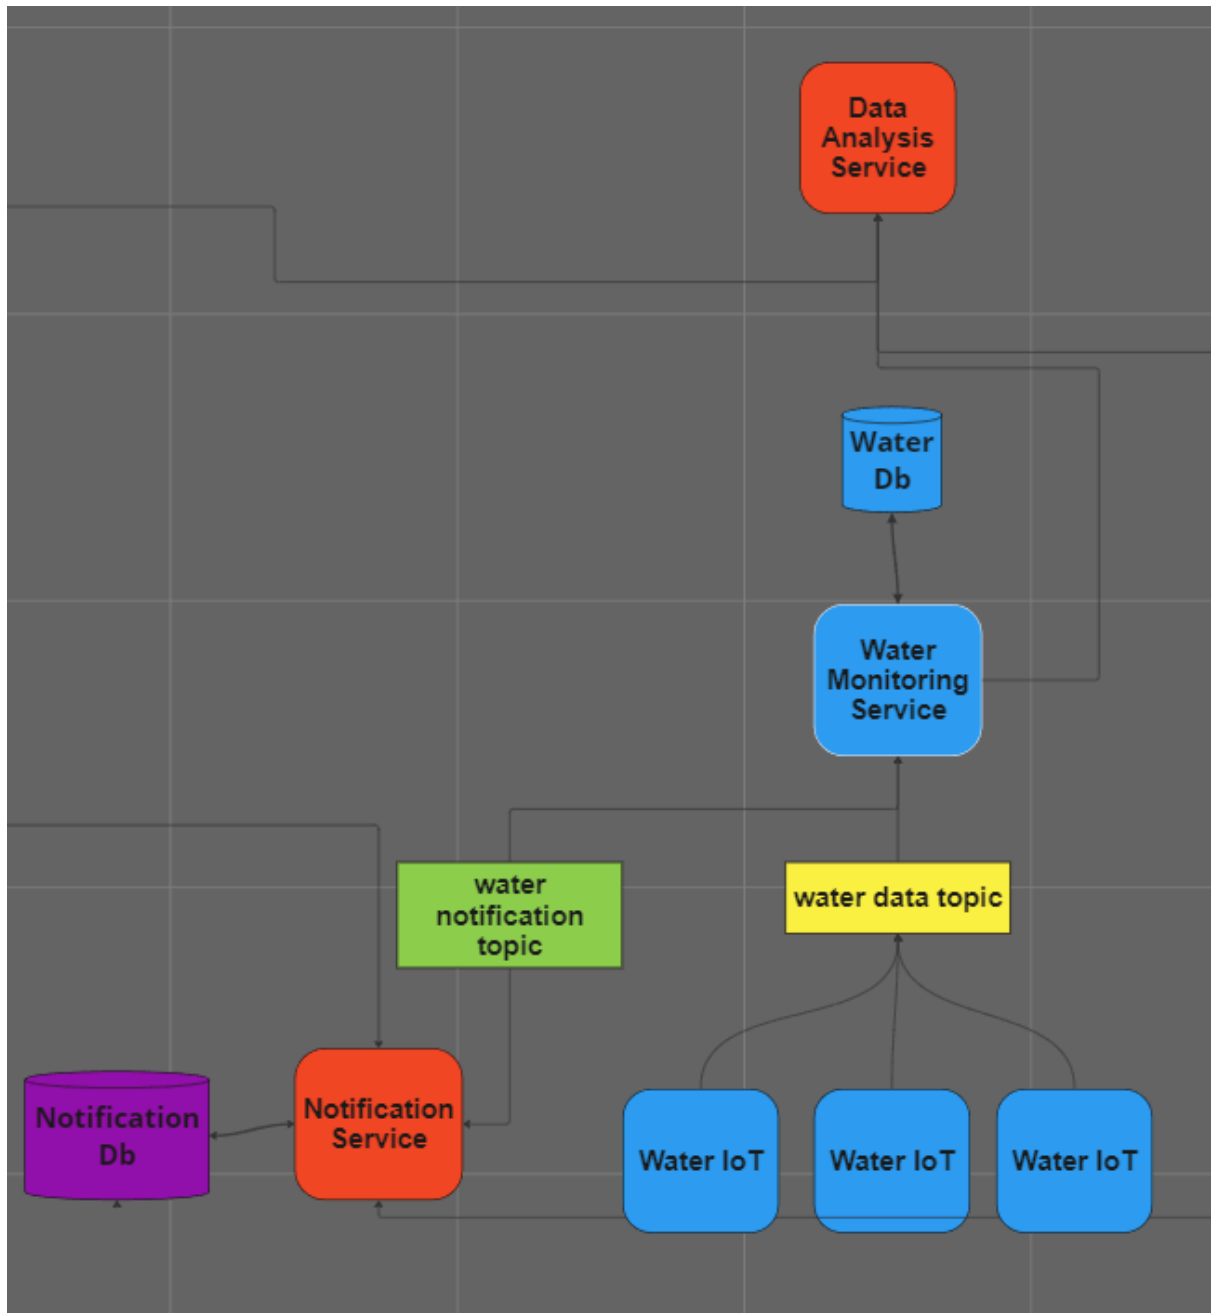 Data
Analysis
Service
Water
Db
Water
Monitoring
Service
water
notification
topic
water data topic
Notification
Db
Notification
Service
Water IoT
Water IoT
Water IoT